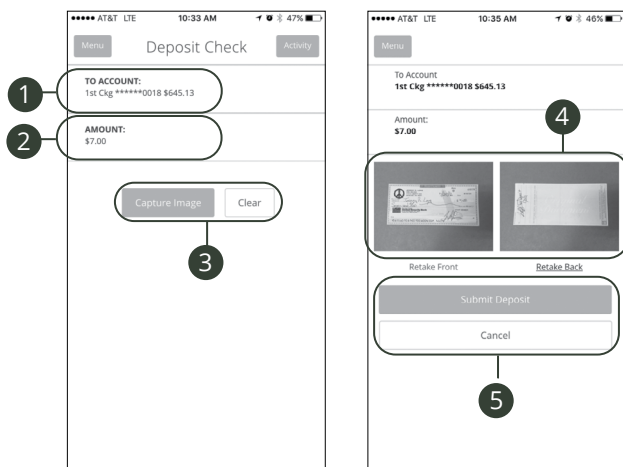 ●●●●● AT&T LTE 10:33 AM 47%
Menu Deposit Check Activity
1
TO ACCOUNT:
1st Ckg ******0018 $645.13
2
AMOUNT:
$7.00
Capture Image Clear
3
●●●●● AT&T LTE 10:35 AM 46%
Menu
To Account
1st Ckg ******0018 $645.13
Amount:
$7.00
4
Retake Front Retake Back
Submit Deposit
Cancel
5